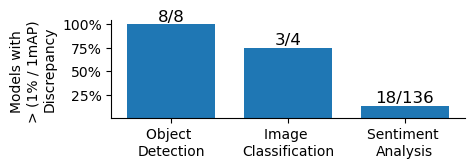 Models with
> (1% / 1mAP)
Discrepancy
100%
75%
50%
25%
8/8
3/4
18/136
Object
Detection
Image
Classification
Sentiment
Analysis